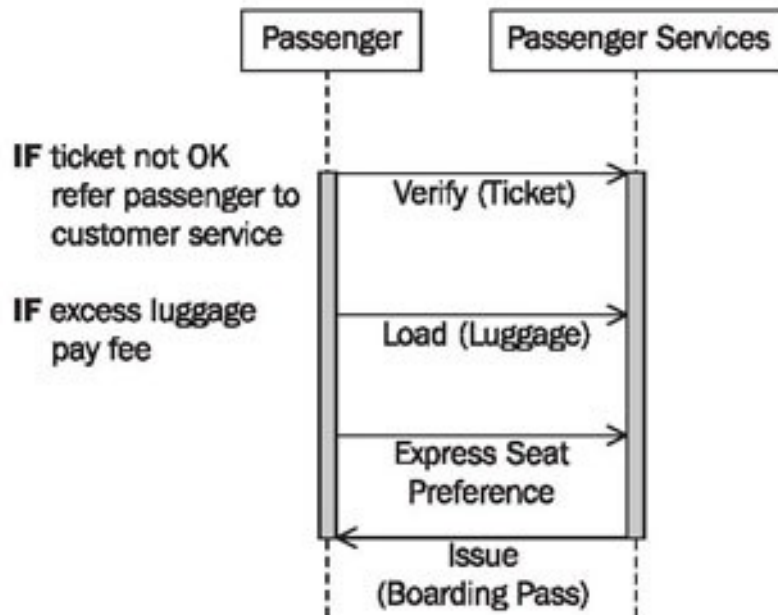 Passenger
Passenger Services
IF ticket not OK
refer passenger to
customer service
Verify (Ticket)
IF excess luggage
pay fee
Load (Luggage)
Express Seat
Preference
Issue
(Boarding Pass)